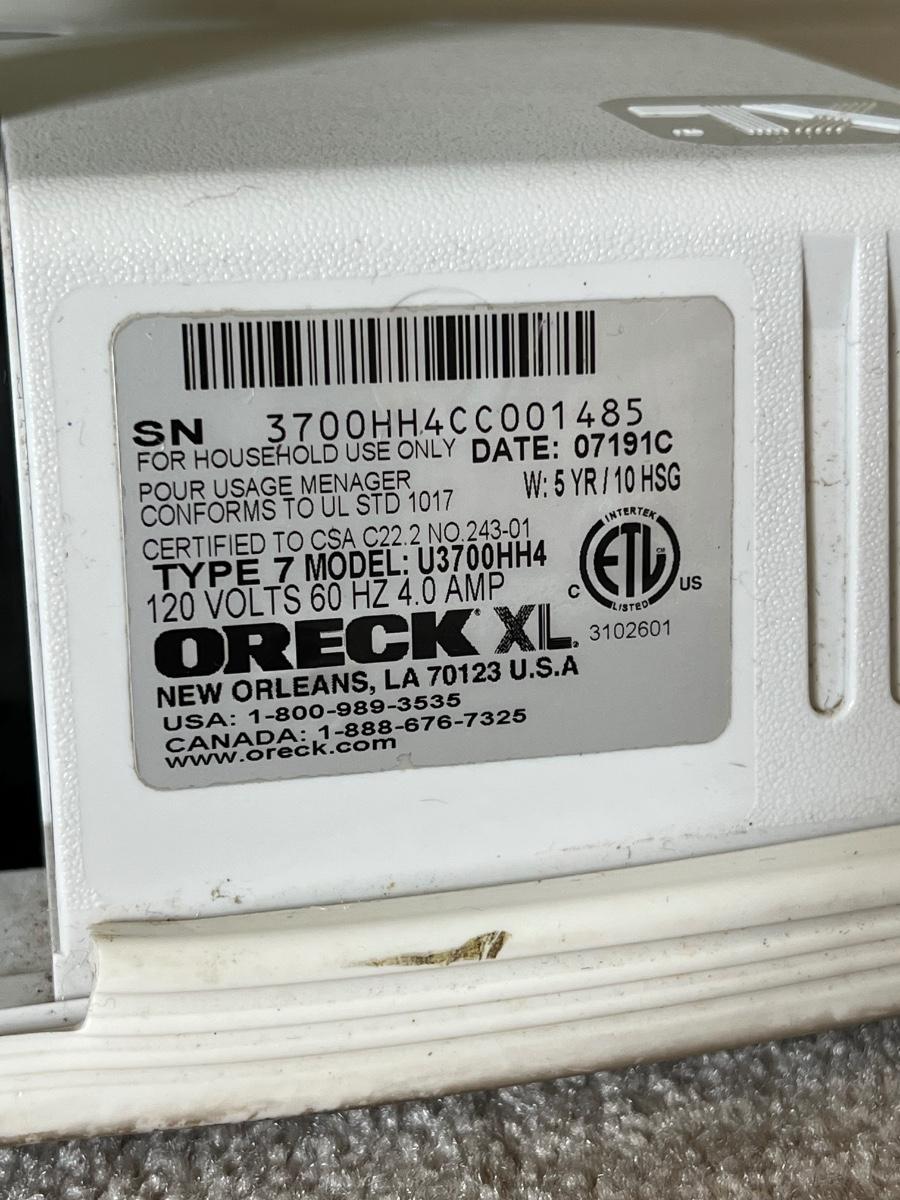 XL
SN 3700HH4CC001485
FOR HOUSEHOLD USE ONLY DATE: 07191C
POUR USAGE MENAGER W: 5 YR / 10 HSG
CONFORMS TO UL STD 1017
CERTIFIED TO CSA C22.2 NO.243-01
TYPE 7 MODEL: U3700HH4
120 VOLTS 60 HZ 4.0 AMP
INTERTEK
C ETL CM US
LISTED
3102601
ORECK® XL®
NEW ORLEANS, LA 70123 U.S.A
USA: 1-800-989-3535
CANADA: 1-888-676-7325
www.oreck.com